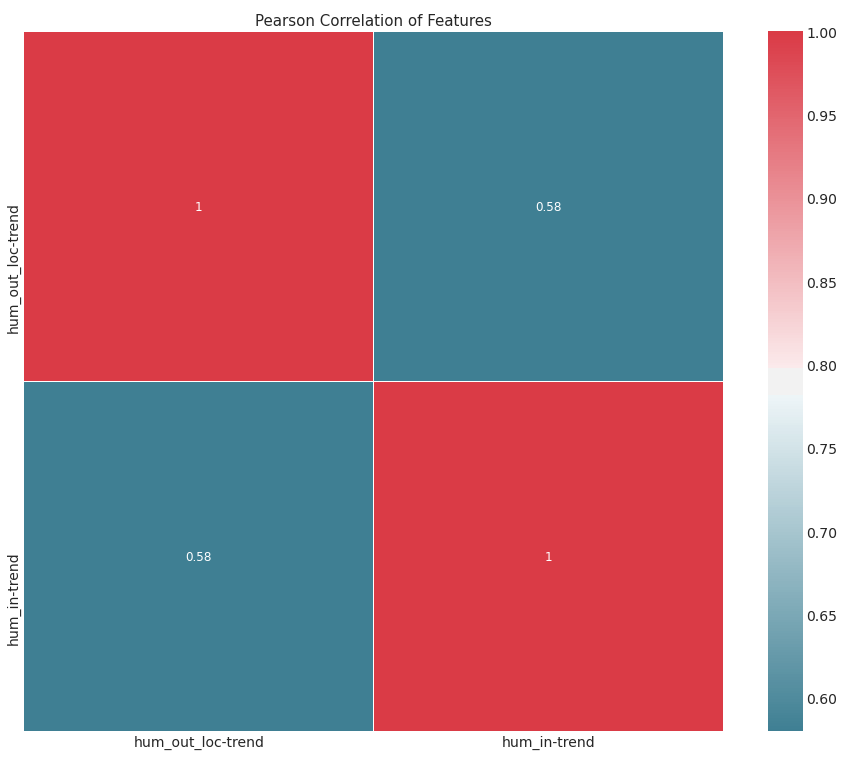 Pearson Correlation of Features
hum_out_loc-trend
1
0.58
hum_in-trend
0.58
1
hum_out_loc-trend
hum_in-trend
1.00
0.95
0.90
0.85
0.80
0.75
0.70
0.65
0.60